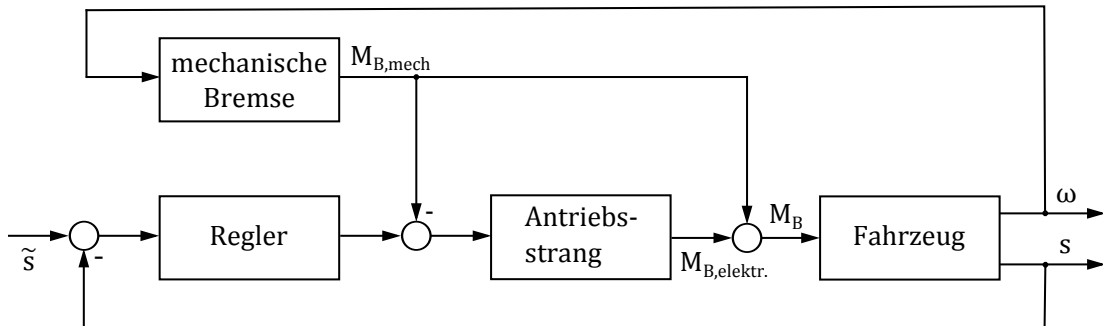 mechanische
Bremse
M_B,mech
ω
-
Regler
Antriebs-
strang
M_B
Fahrzeug
s
s̃
-
M_B,elektr.